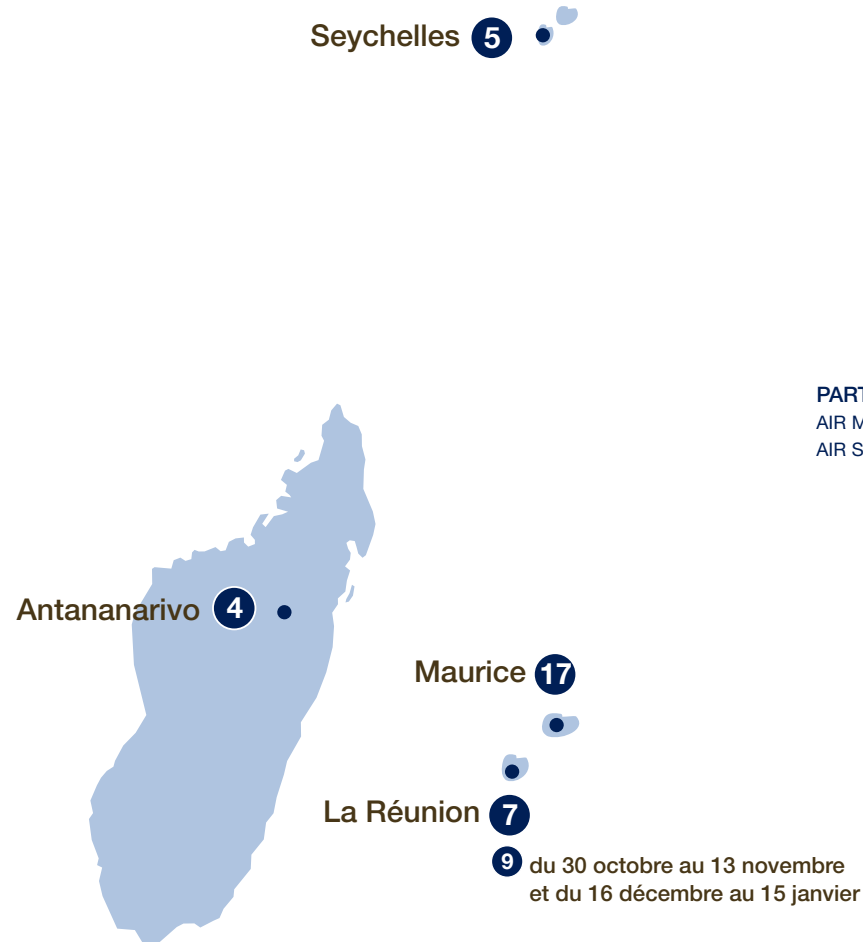 Seychelles 5
PART
AIR M
AIR S
Antananarivo 4
Maurice 17
La Réunion 7
9 du 30 octobre au 13 novembre
et du 16 décembre au 15 janvier